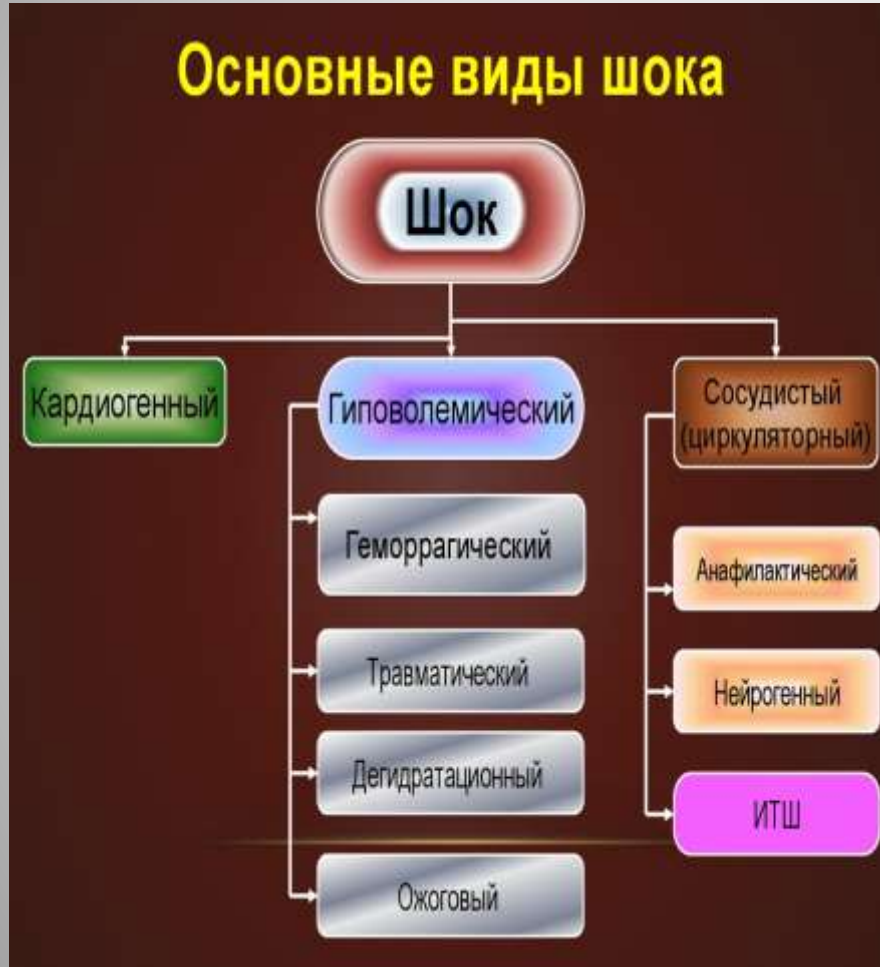 Основные виды шока
Шок
Кардиогенный
Гиповолемический
Сосудистый
(циркуляторный)
Геморрагический
Травматический
Дегидратационный
Ожоговый
Анафилактический
Нейрогенный
ИТШ